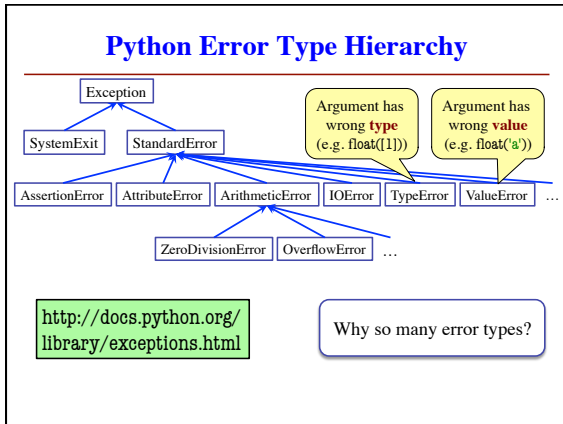 Python Error Type Hierarchy
Exception
Argument has
wrong type
(e.g. float([1]))
Argument has
wrong value
(e.g. float('a'))
SystemExit
StandardError
AssertionError
AttributeError
ArithmeticError
IOError
TypeError
ValueError
…
ZeroDivisionError
OverflowError
…
http://docs.python.org/
library/exceptions.html
Why so many error types?